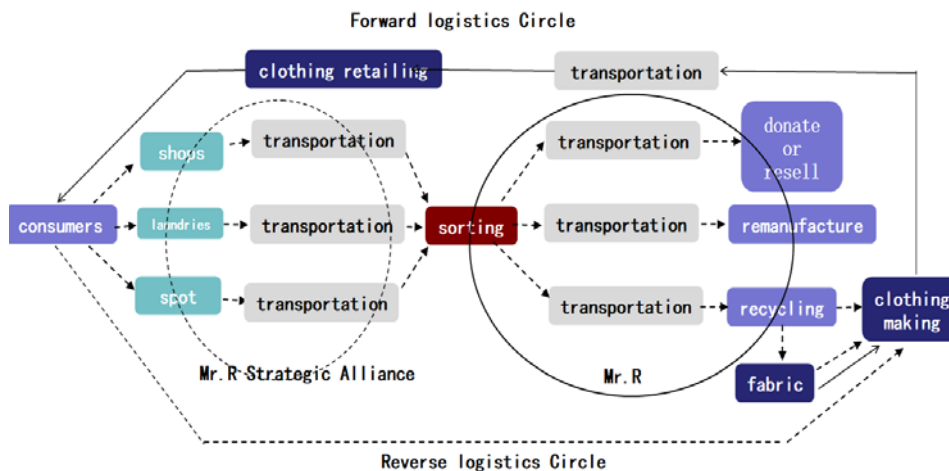 Forward logistics Circle
clothing retailing
transportation
shops
transportation
transportation
donate
or
resell
consumers
laundries
transportation
sorting
transportation
remanufacture
spot
transportation
transportation
recycling
clothing
making
Mr.R Strategic Alliance
Mr.R
fabric
Reverse logistics Circle